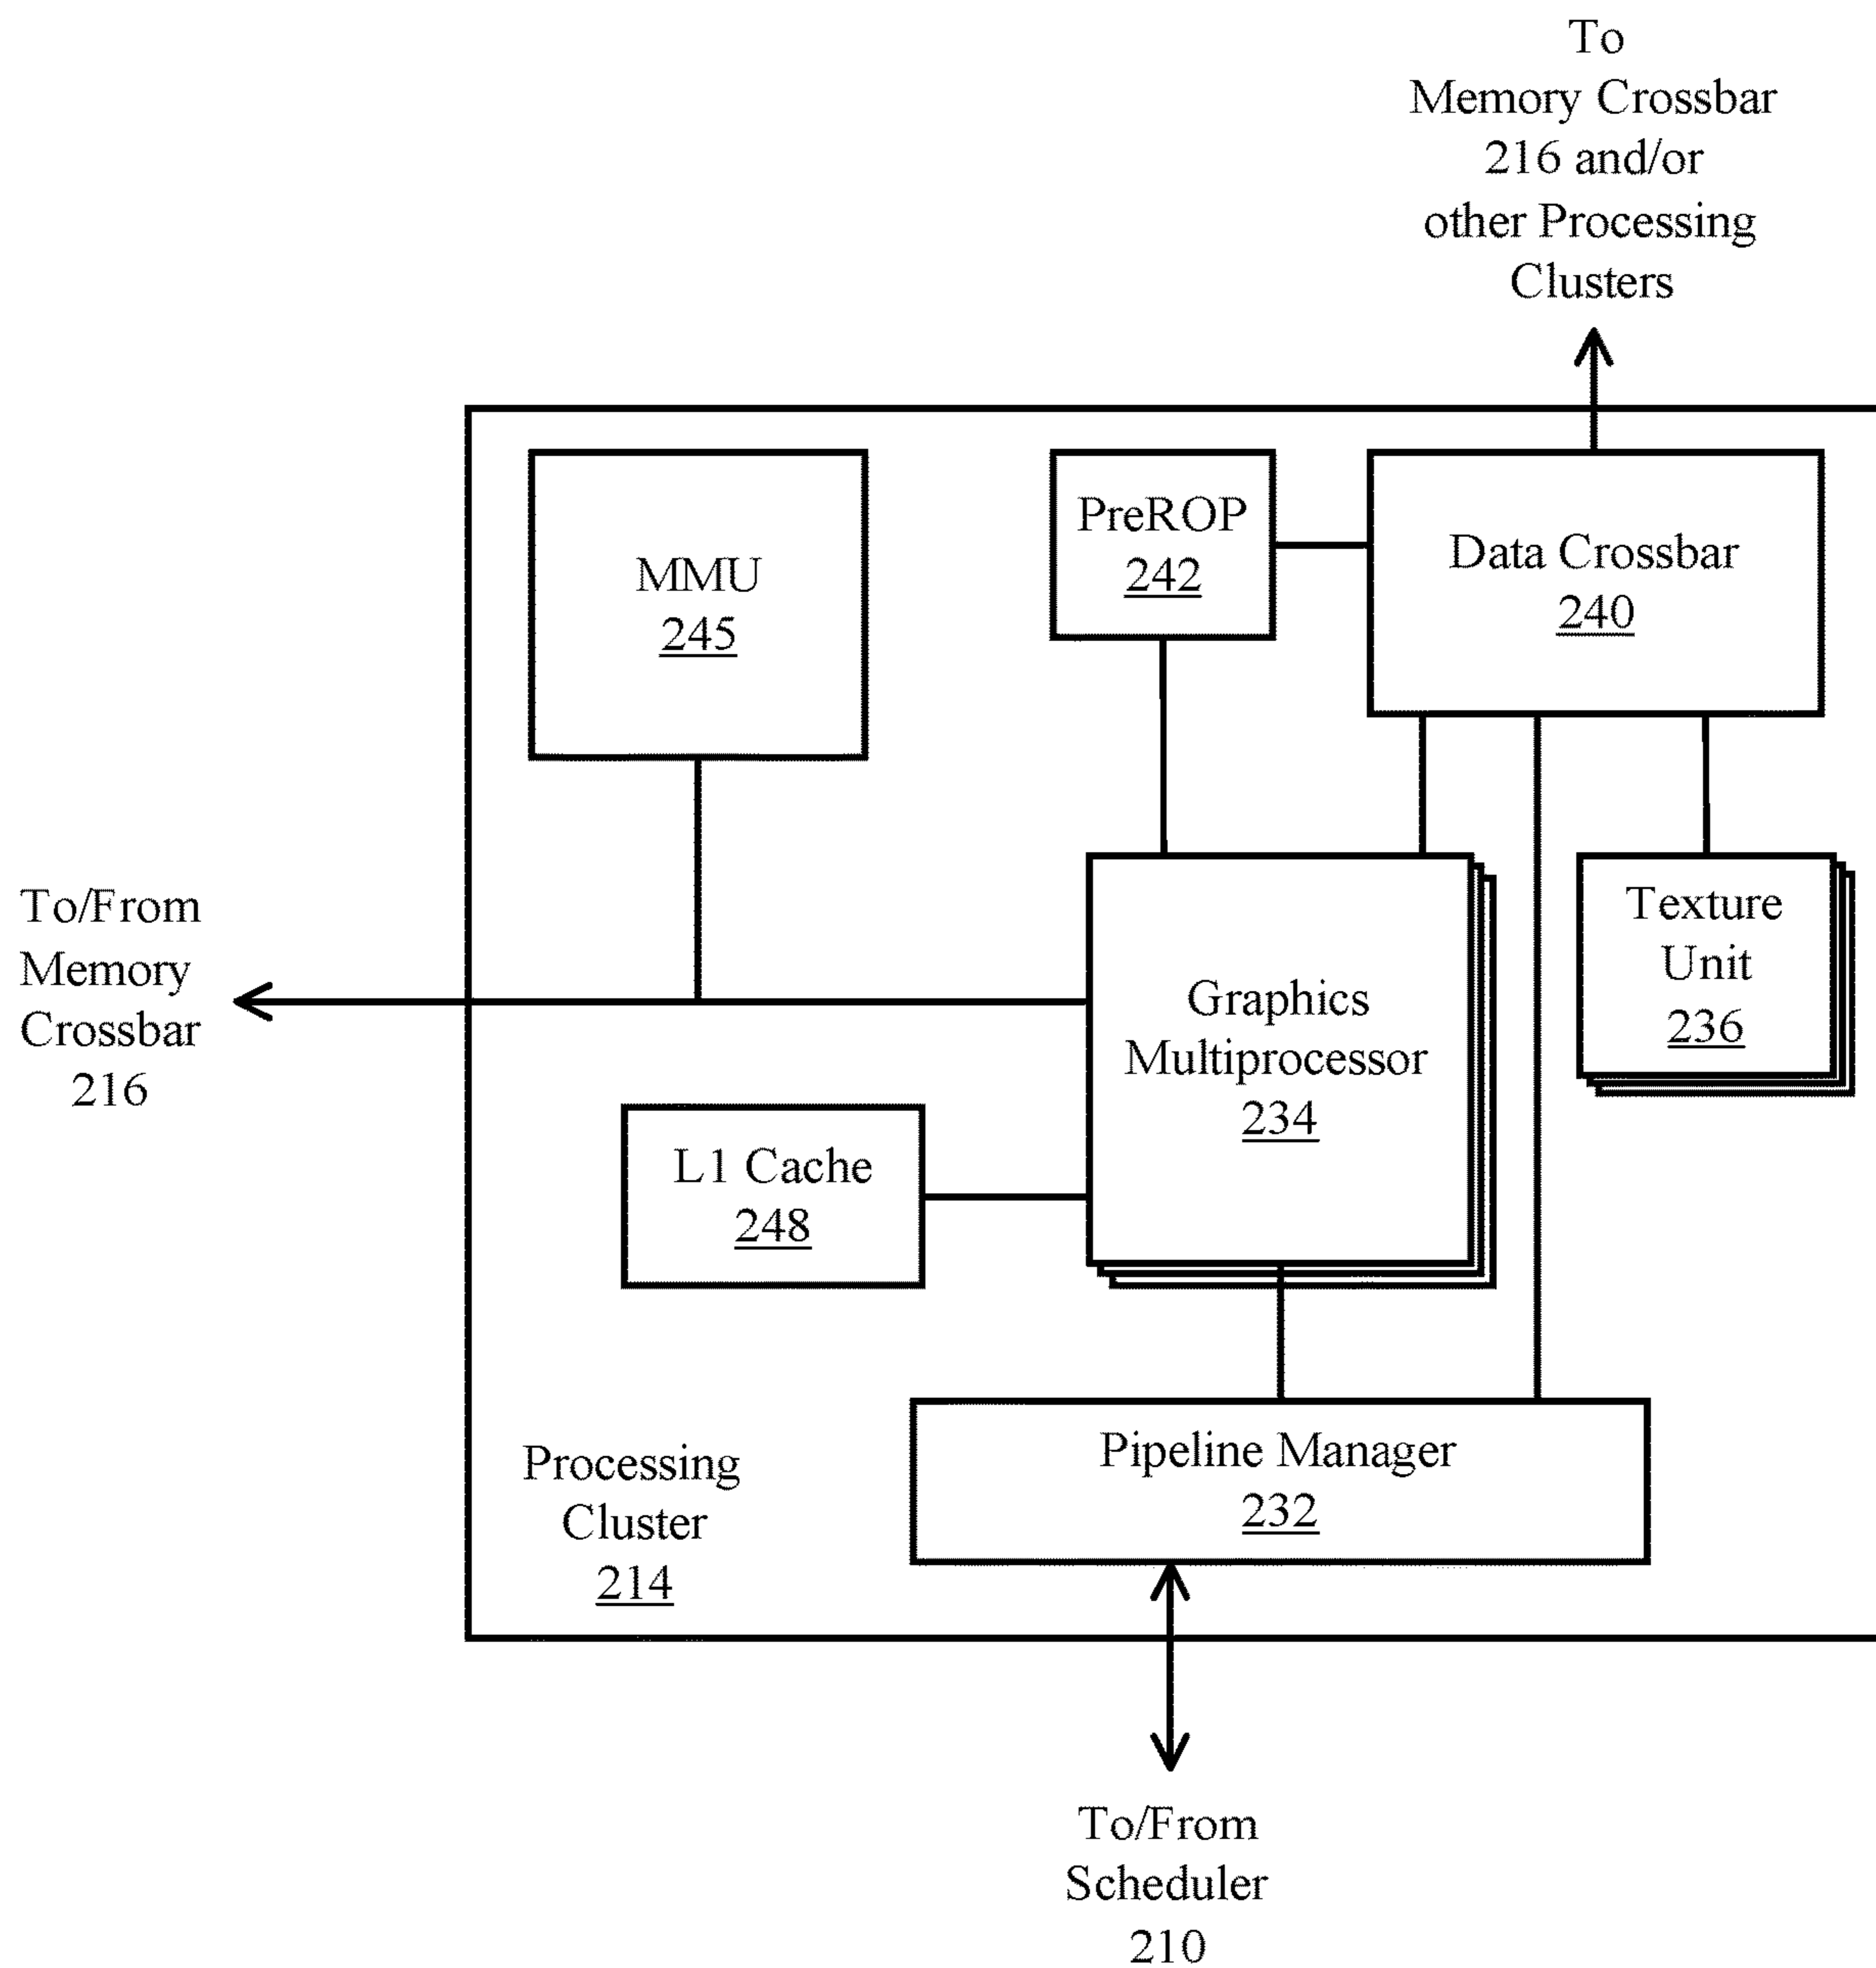 To
Memory Crossbar
216 and/or
other Processing
Clusters
MMU
245
PreROP
242
Data Crossbar
240
To/From
Memory
Crossbar
216
Graphics
Multiprocessor
234
Texture
Unit
236
L1 Cache
248
Processing
Cluster
214
Pipeline Manager
232
To/From
Scheduler
210